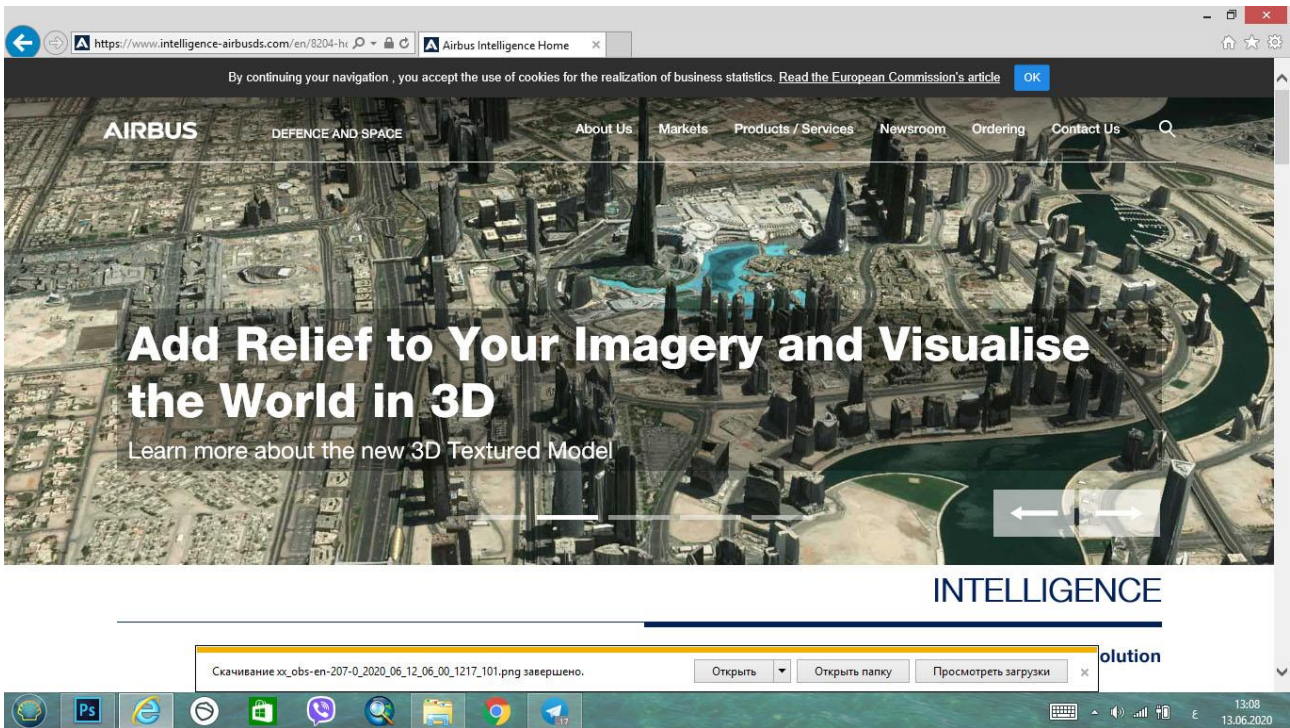 https://www.intelligence-airbusds.com/en/8204-hc
Airbus Intelligence Home
By continuing your navigation , you accept the use of cookies for the realization of business statistics. Read the European Commission's article OK
AIRBUS DEFENCE AND SPACE About Us Markets Products / Services Newsroom Ordering Contact Us
Add Relief to Your Imagery and Visualise
the World in 3D
Learn more about the new 3D Textured Model
INTELLIGENCE
olution
Скачивание xx_obs-en-207-0_2020_06_12_06_00_1217_101.png завершено. Открыть Открыть папку Просмотреть загрузки
Ps 17 ع 13:08
13.06.2020